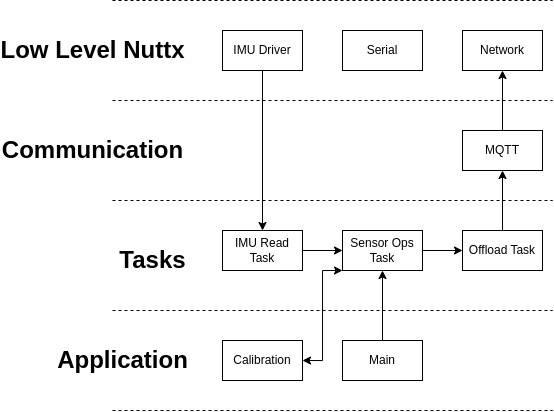 Low Level Nuttx
IMU Driver
Serial
Network
Communication
MQTT
Tasks
IMU Read
Task
Sensor Ops
Task
Offload Task
Application
Calibration
Main